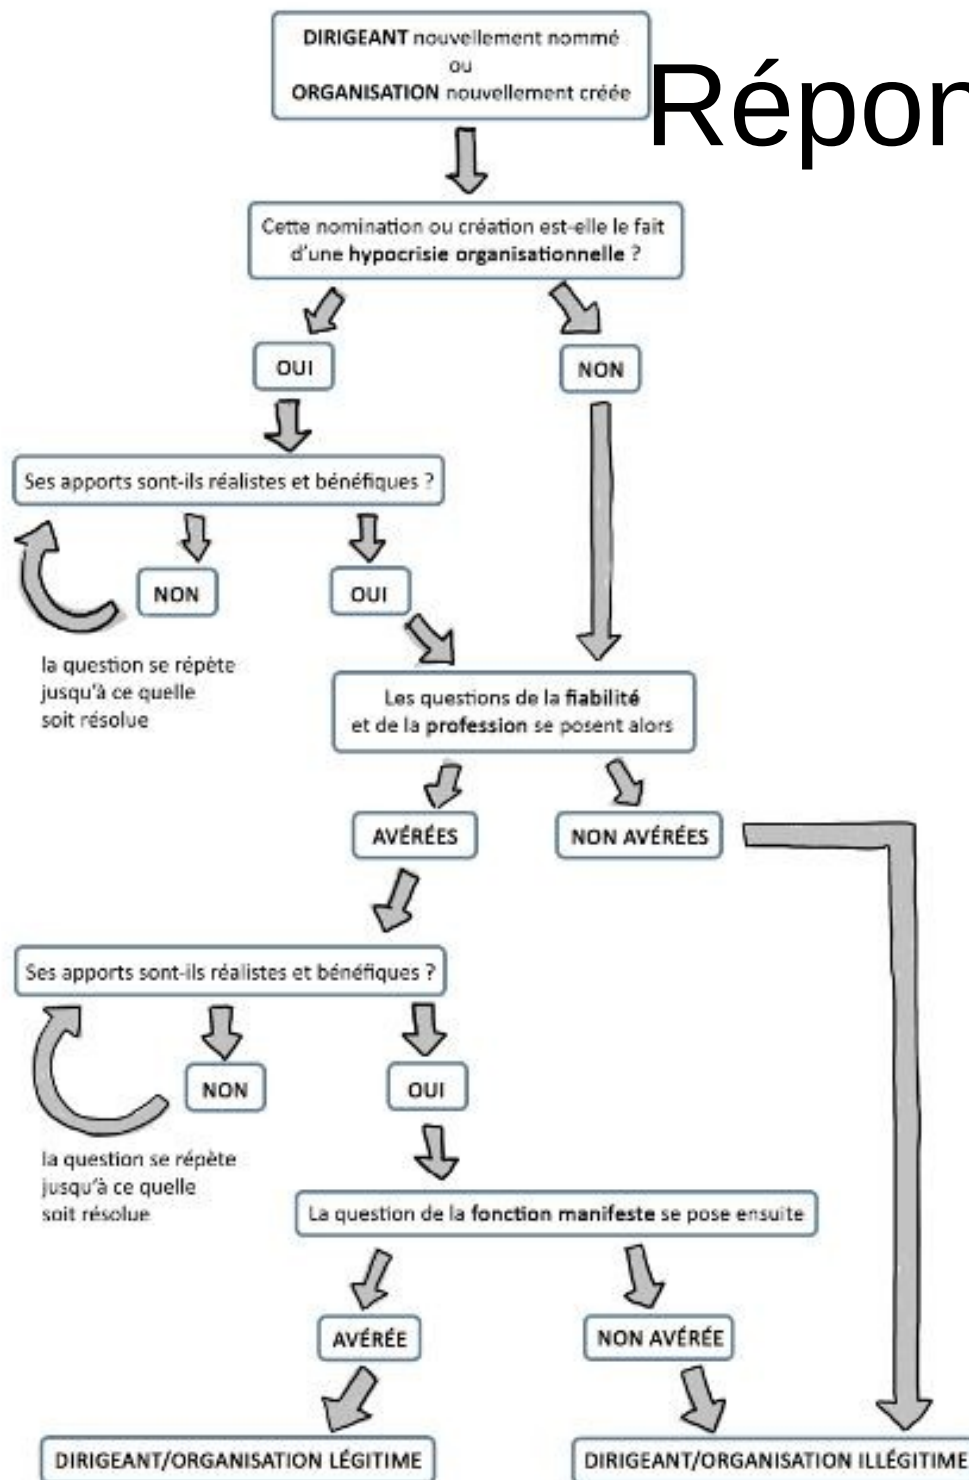 DIRIGEANT nouvellement nommé
ou
ORGANISATION nouvellement créée
Répon
Cette nomination ou création est-elle le fait
d'une hypocrisie organisationnelle ?
OUI
NON
Ses apports sont-ils réalistes et bénéfiques ?
NON
OUI
la question se répète
jusqu'à ce quelle
soit résolue
Les questions de la fiabilité
et de la profession se posent alors
AVÉRÉES
NON AVÉRÉES
Ses apports sont-ils réalistes et bénéfiques ?
NON
OUI
la question se répète
jusqu'à ce quelle
soit résolue
La question de la fonction manifeste se pose ensuite
AVÉRÉE
NON AVÉRÉE
DIRIGEANT/ORGANISATION LÉGITIME
DIRIGEANT/ORGANISATION ILLÉGITIME